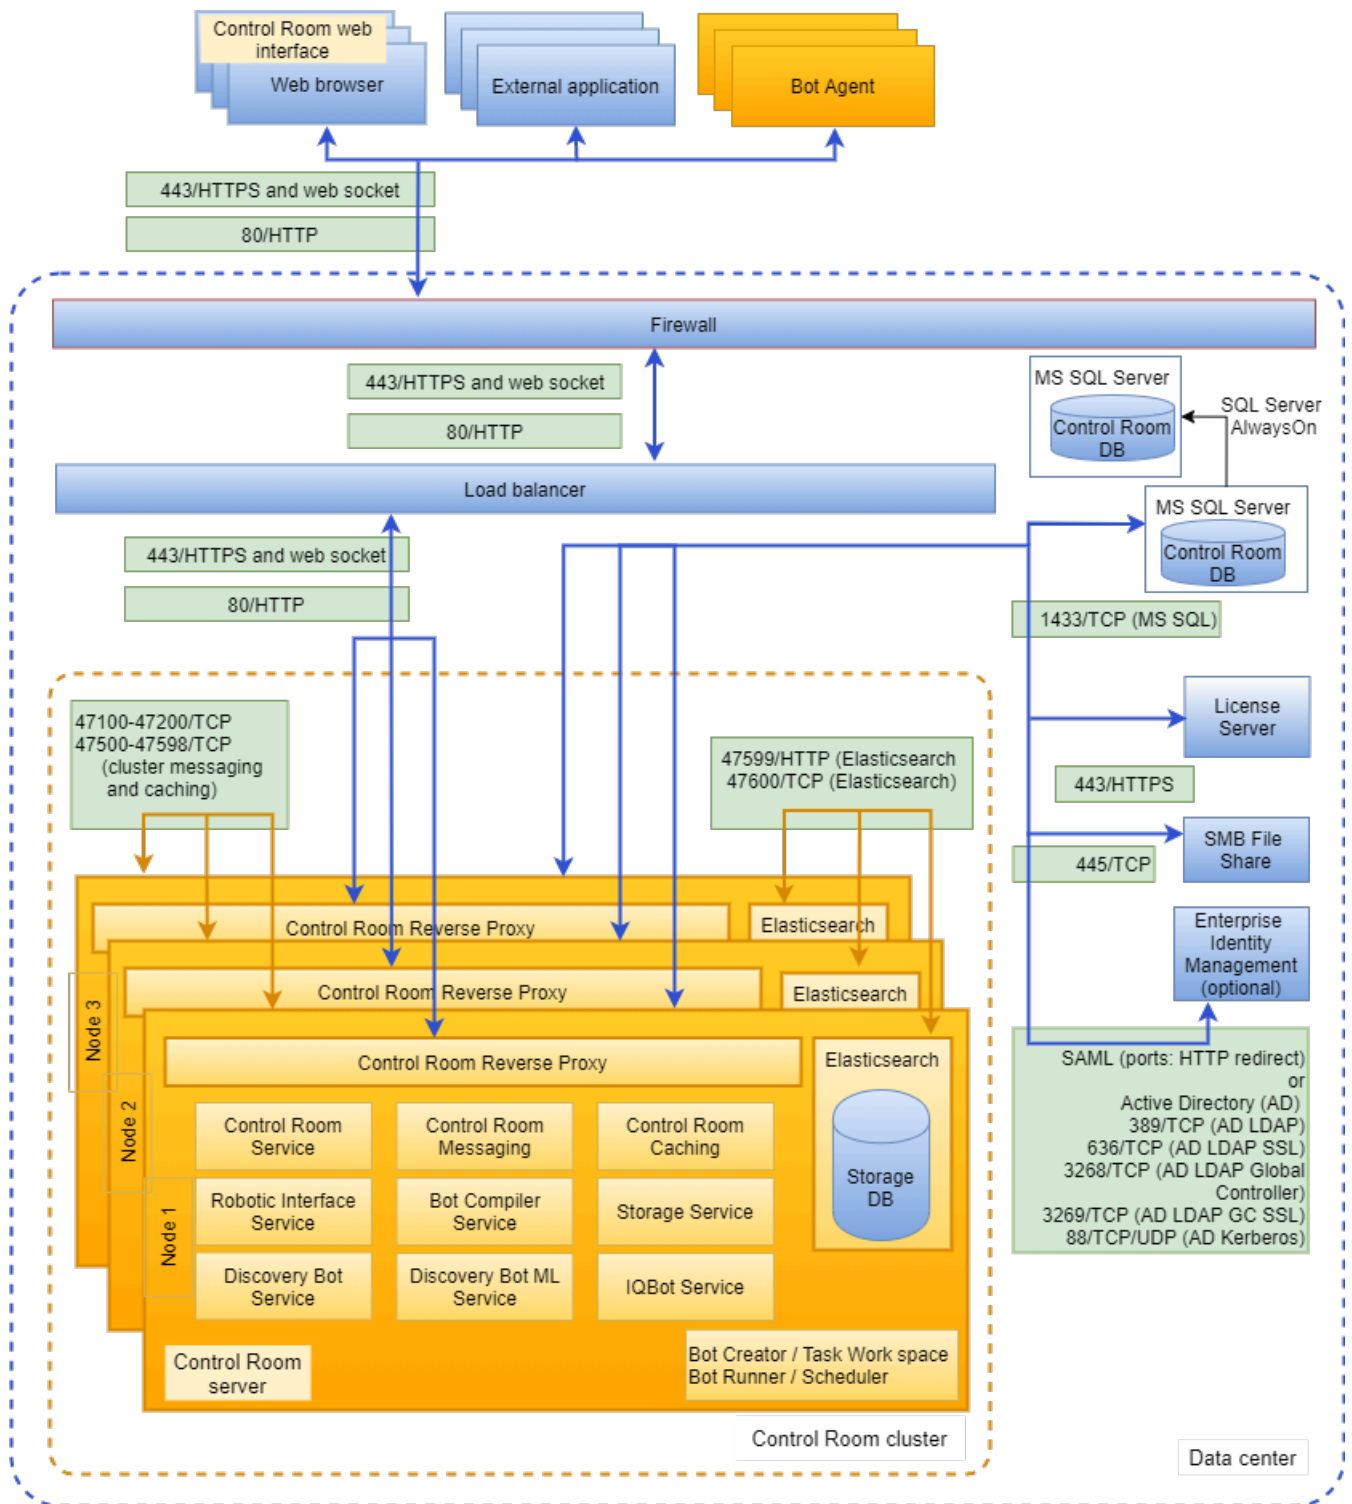 Control Room web
interface
Web browser
External application
Bot Agent
443/HTTPS and web socket
80/HTTP
Firewall
443/HTTPS and web socket
80/HTTP
MS SQL Server
Control Room
DB
SQL Server
AlwaysOn
Load balancer
MS SQL Server
Control Room
DB
443/HTTPS and web socket
80/HTTP
1433/TCP (MS SQL)
47100-47200/TCP
47500-47598/TCP
(cluster messaging
and caching)
47599/HTTP (Elasticsearch
47600/TCP (Elasticsearch)
License
Server
443/HTTPS
SMB File
Share
445/TCP
Enterprise
Identity
Management
(optional)
Control Room Reverse Proxy
Elasticsearch
Control Room Reverse Proxy
Elasticsearch
Node 3
Control Room Reverse Proxy
Elasticsearch
SAML (ports: HTTP redirect)
or
Active Directory (AD)
389/TCP (AD LDAP)
636/TCP (AD LDAP SSL)
3268/TCP (AD LDAP Global
Controller)
3269/TCP (AD LDAP GC SSL)
88/TCP/UDP (AD Kerberos)
Node 2
Control Room
Service
Control Room
Messaging
Control Room
Caching
Storage
DB
Node 1
Robotic Interface
Service
Bot Compiler
Service
Storage Service
Discovery Bot
Service
Discovery Bot ML
Service
IQBot Service
Control Room
server
Bot Creator / Task Work space
Bot Runner / Scheduler
Control Room cluster
Data center